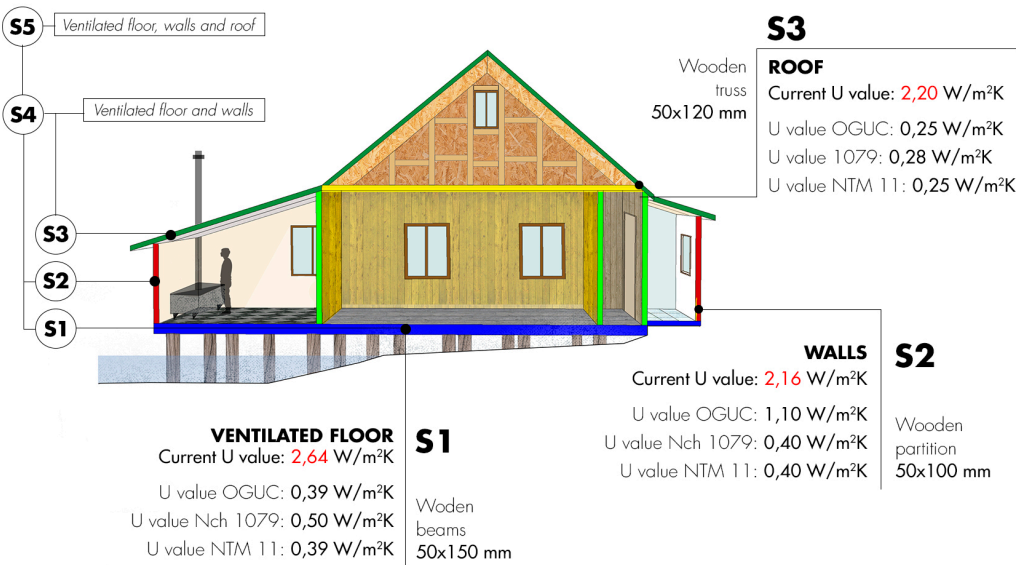 S5
Ventilated floor, walls and roof
S4
Ventilated floor and walls
S3
S2
S1
S3
Wooden
truss
50x120 mm
ROOF
Current U value: 2,20 W/m²K
U value OGUC: 0,25 W/m²K
U value 1079: 0,28 W/m²K
U value NTM 11: 0,25 W/m²K
WALLS
Current U value: 2,16 W/m²K
U value OGUC: 1,10 W/m²K
U value Nch 1079: 0,40 W/m²K
U value NTM 11: 0,40 W/m²K
S2
Wooden
partition
50x100 mm
VENTILATED FLOOR
Current U value: 2,64 W/m²K
U value OGUC: 0,39 W/m²K
U value Nch 1079: 0,50 W/m²K
U value NTM 11: 0,39 W/m²K
S1
Woden
beams
50x150 mm